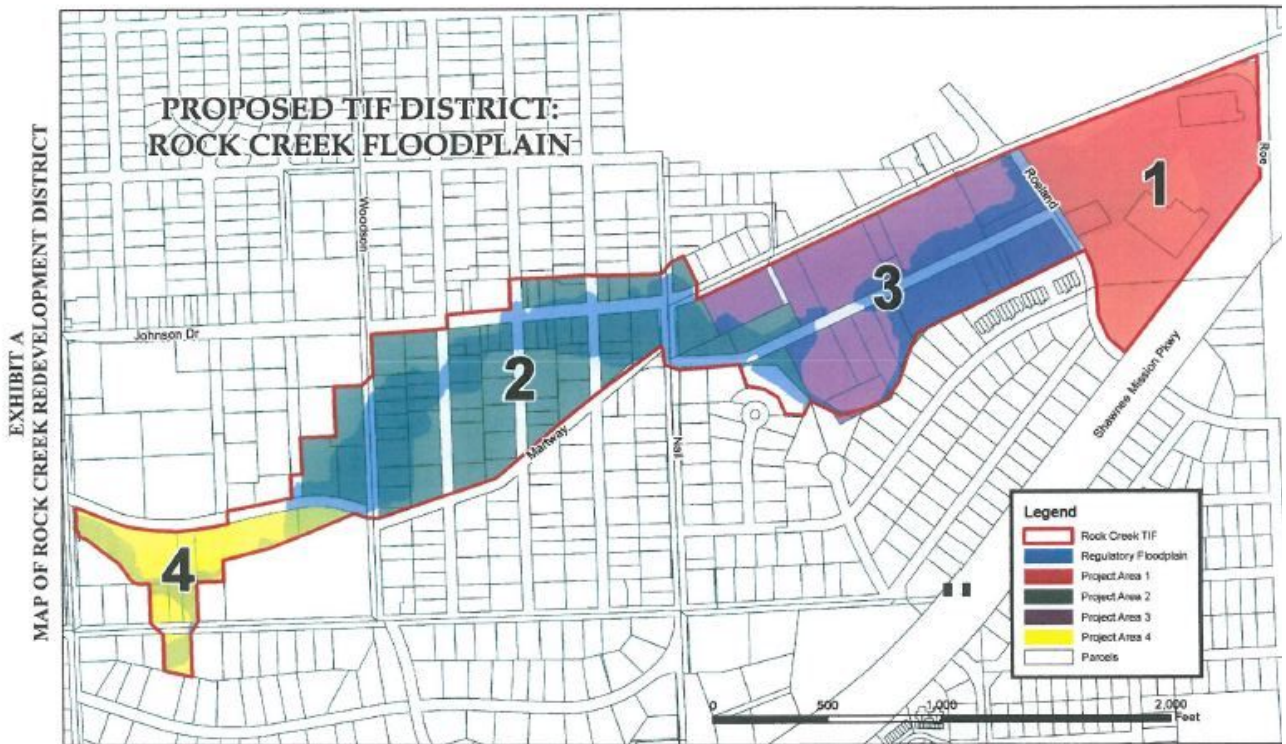 EXHIBIT A
MAP OF ROCK CREEK REDEVELOPMENT DISTRICT
PROPOSED TIF DISTRICT:
ROCK CREEK FLOODPLAIN
Woodson
Johnson Dr
Martway
Nall
Roeland
Roe
Shawnee Mission Pkwy
1
2
3
4
Legend
Rock Creek TIF
Regulatory Floodplain
Project Area 1
Project Area 2
Project Area 3
Project Area 4
Parcels
0 500 1,000 2,000
Feet